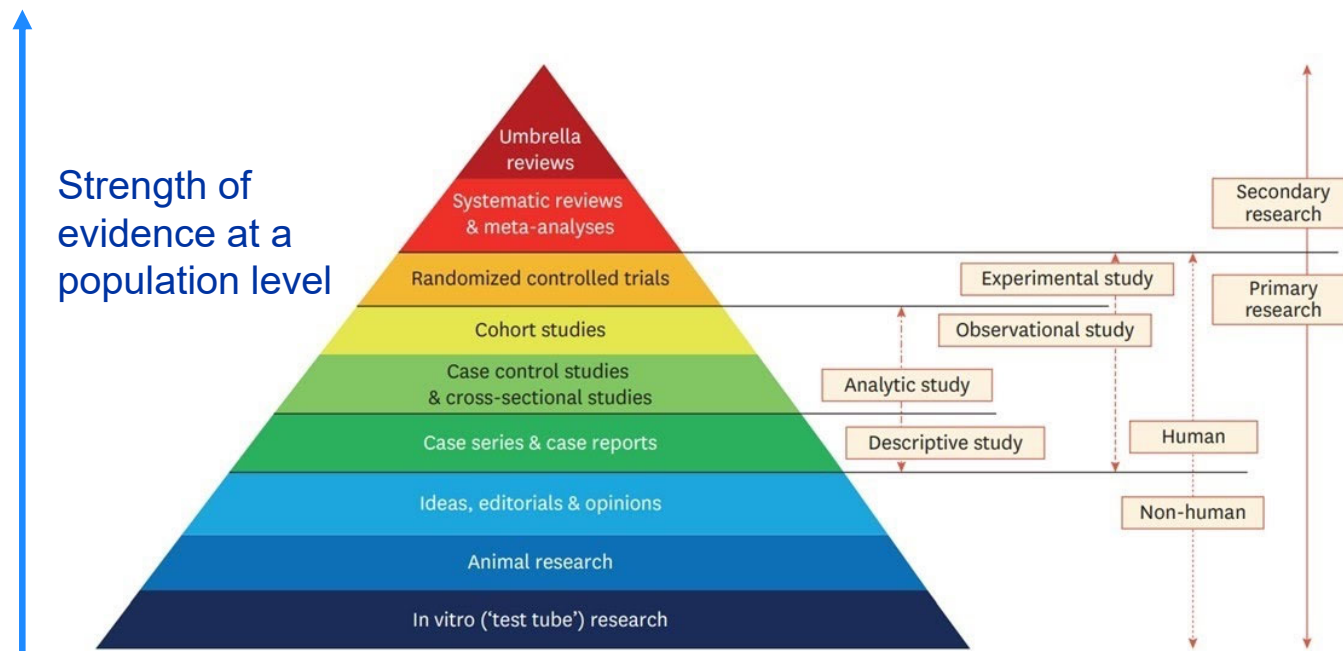 Strength of
evidence at a
population level
Umbrella
reviews
Systematic reviews
& meta-analyses
Randomized controlled trials
Cohort studies
Case control studies
& cross-sectional studies
Case series & case reports
Ideas, editorials & opinions
Animal research
In vitro (‘test tube’) research
Secondary
research
Experimental study
Primary
research
Observational study
Analytic study
Descriptive study
Human
Non-human